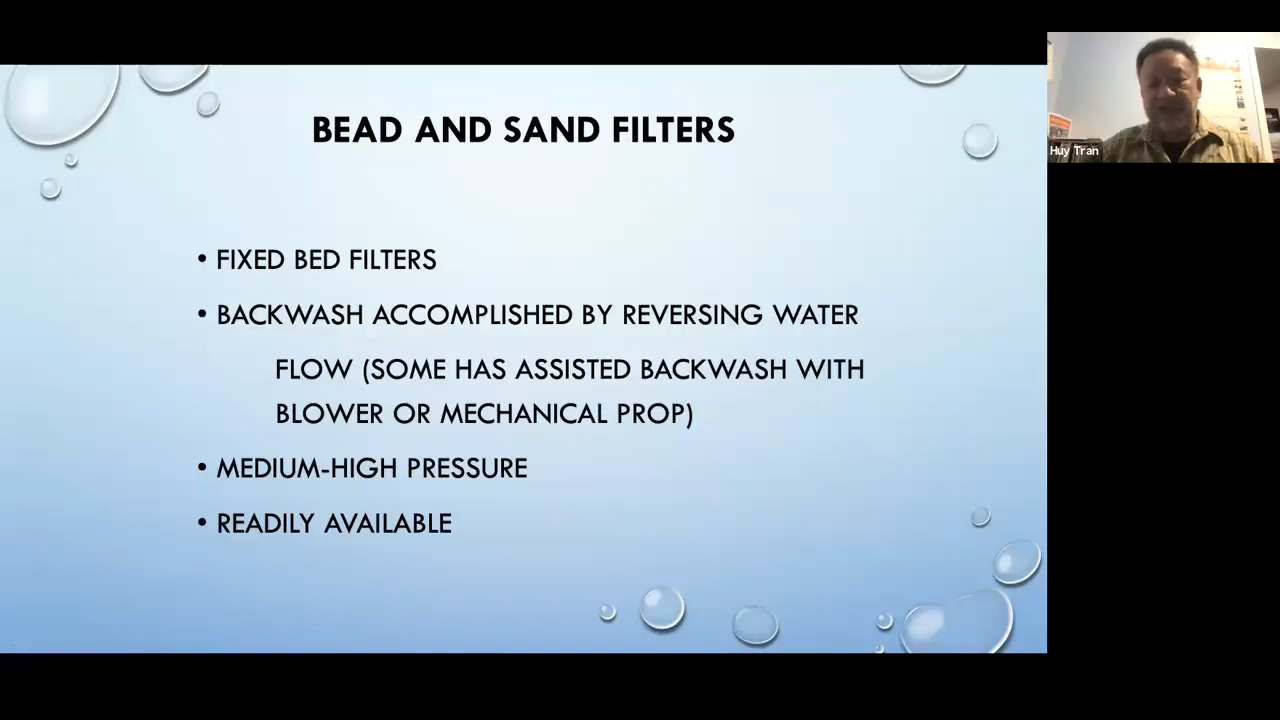 BEAD AND SAND FILTERS
• FIXED BED FILTERS
• BACKWASH ACCOMPLISHED BY REVERSING WATER
FLOW (SOME HAS ASSISTED BACKWASH WITH
BLOWER OR MECHANICAL PROP)
• MEDIUM-HIGH PRESSURE
• READILY AVAILABLE
Huy Tran